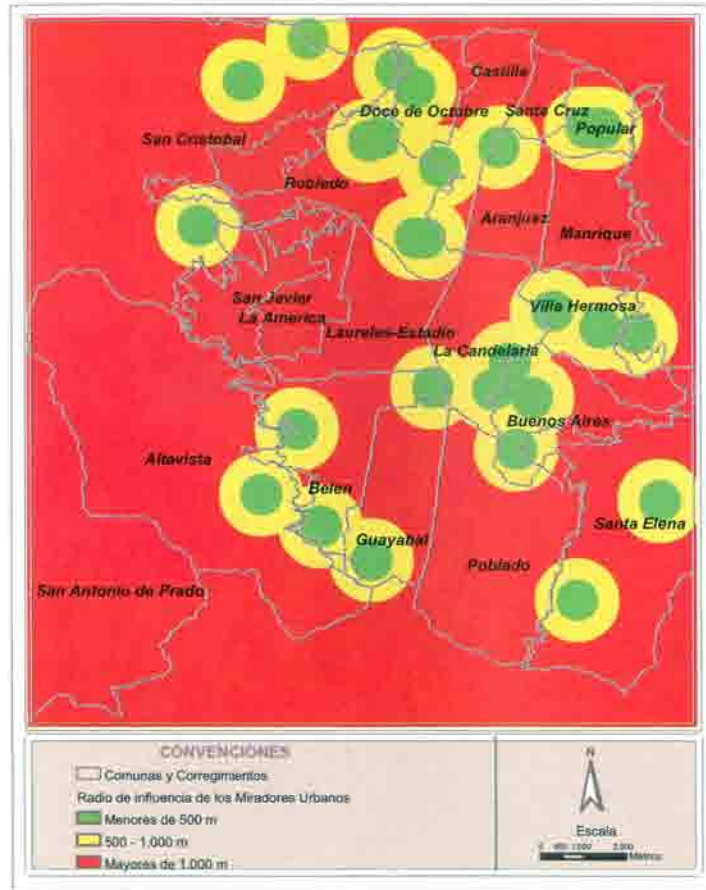 Castilla
Doce de Octubre
Santa Cruz
Popular
San Cristobal
Robledo
Aranjuez
Manrique
San Javier
La América
Villa Hermosa
Laureles-Estadio
La Candelaria
Buenos Aires
Altavista
Belen
Santa Elena
Guayabal
Poblado
San Antonio de Prado
CONVENCIONES
Comunas y Corregimientos
Radio de influencia de los Miradores Urbanos
Menores de 500 m
500 - 1.000 m
Mayores de 1.000 m
N
Escala
Metros